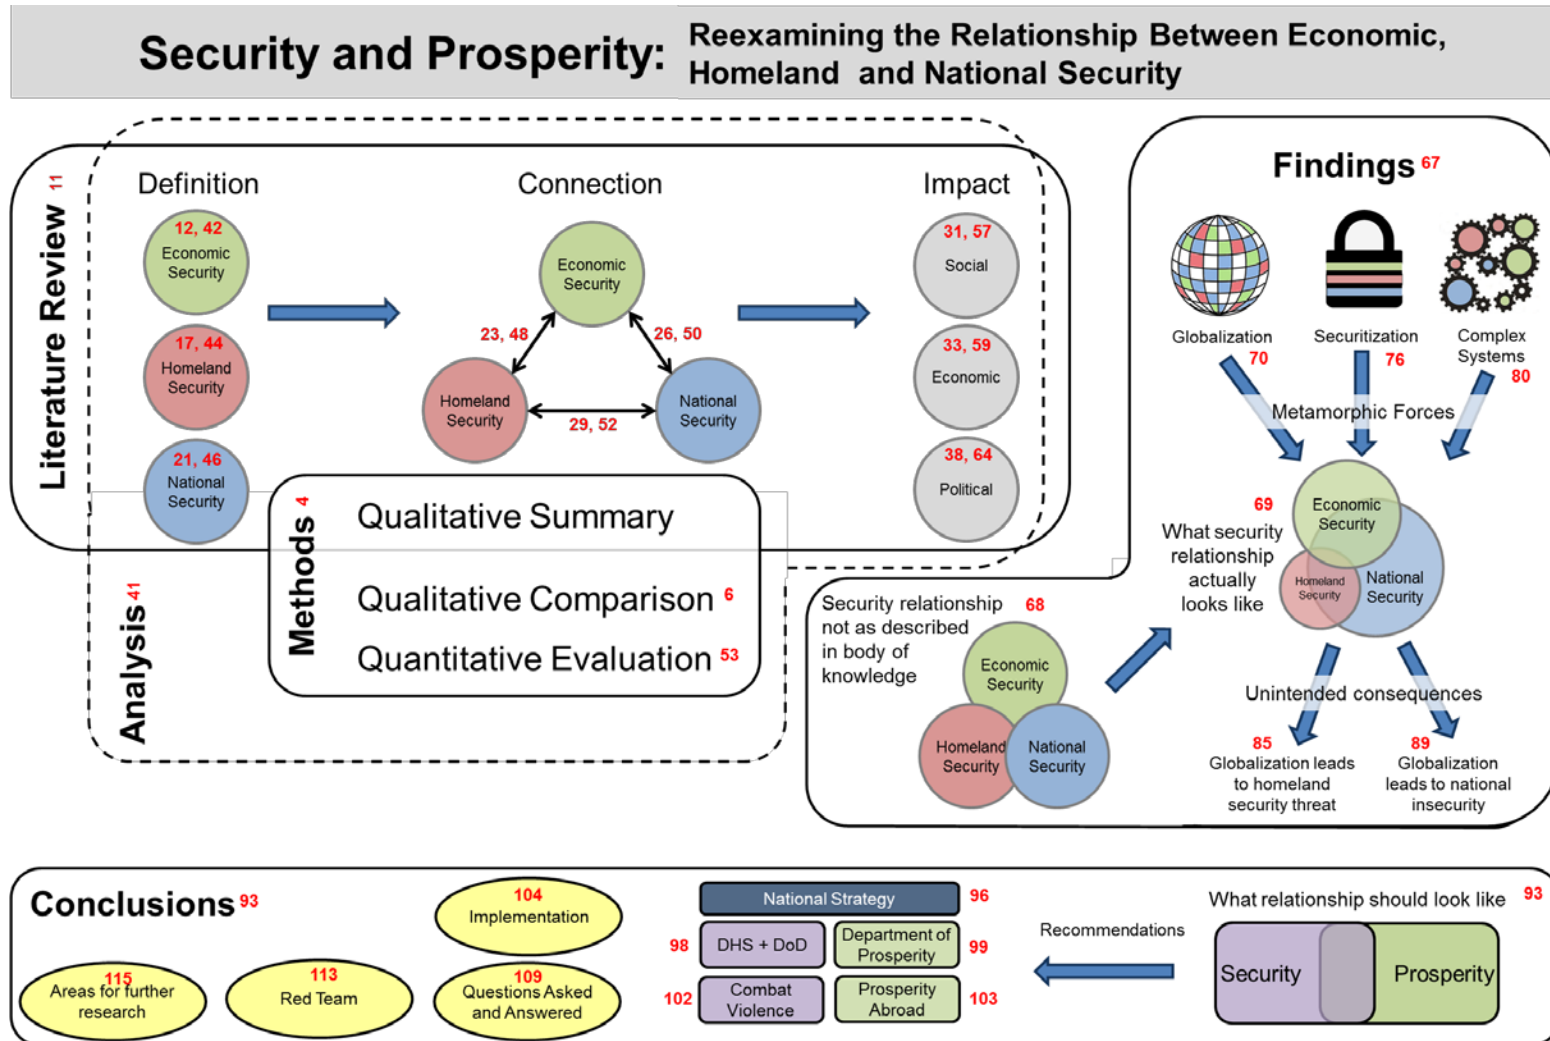 Security and Prosperity:
Reexamining the Relationship Between Economic,
Homeland and National Security
Literature Review 11
Definition
12, 42
Economic
Security
17, 44
Homeland
Security
21, 46
National
Security
Connection
Economic
Security
23, 48
26, 50
Homeland
Security
29, 52
National
Security
Impact
31, 57
Social
33, 59
Economic
38, 64
Political
Analysis 41
Methods 4
Qualitative Summary
Qualitative Comparison 6
Quantitative Evaluation 53
Findings 67
Globalization
70
Securitization
76
Complex
Systems
80
Metamorphic Forces
69
What security
relationship
actually
looks like
Economic
Security
Homeland
Security
National
Security
Security relationship 68
not as described
in body of
knowledge
Economic
Security
Homeland
Security
National
Security
Unintended consequences
85
Globalization leads
to homeland
security threat
89
Globalization
leads to national
insecurity
Conclusions 93
104
Implementation
115
Areas for further
research
113
Red Team
109
Questions Asked
and Answered
National Strategy 96
98 DHS + DoD
Department of
Prosperity 99
102 Combat
Violence
Prosperity
Abroad 103
Recommendations
What relationship should look like 93
Security
Prosperity